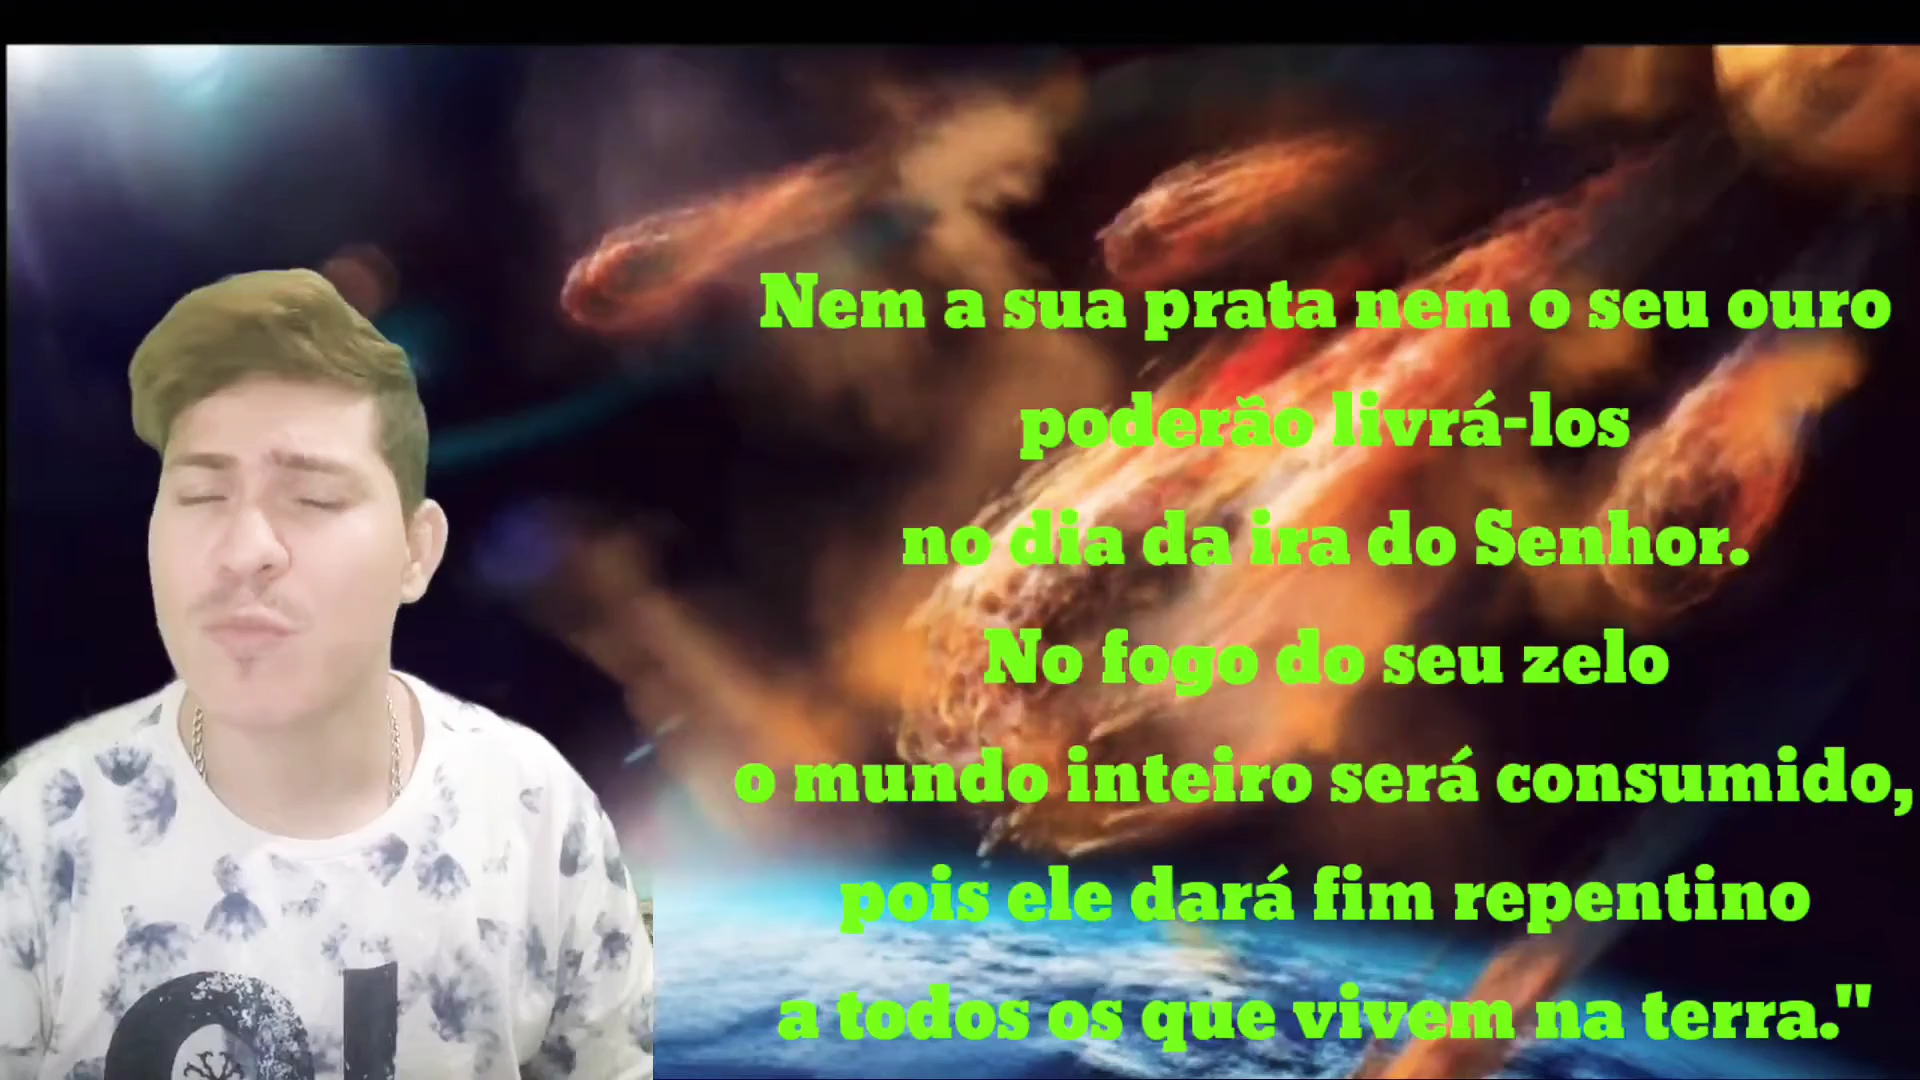 Nem a sua prata nem o seu ouro
poderão livrá-los
no dia da ira do Senhor.
No fogo do seu zelo
o mundo inteiro será consumido,
pois ele dará fim repentino
a todos os que vivem na terra."